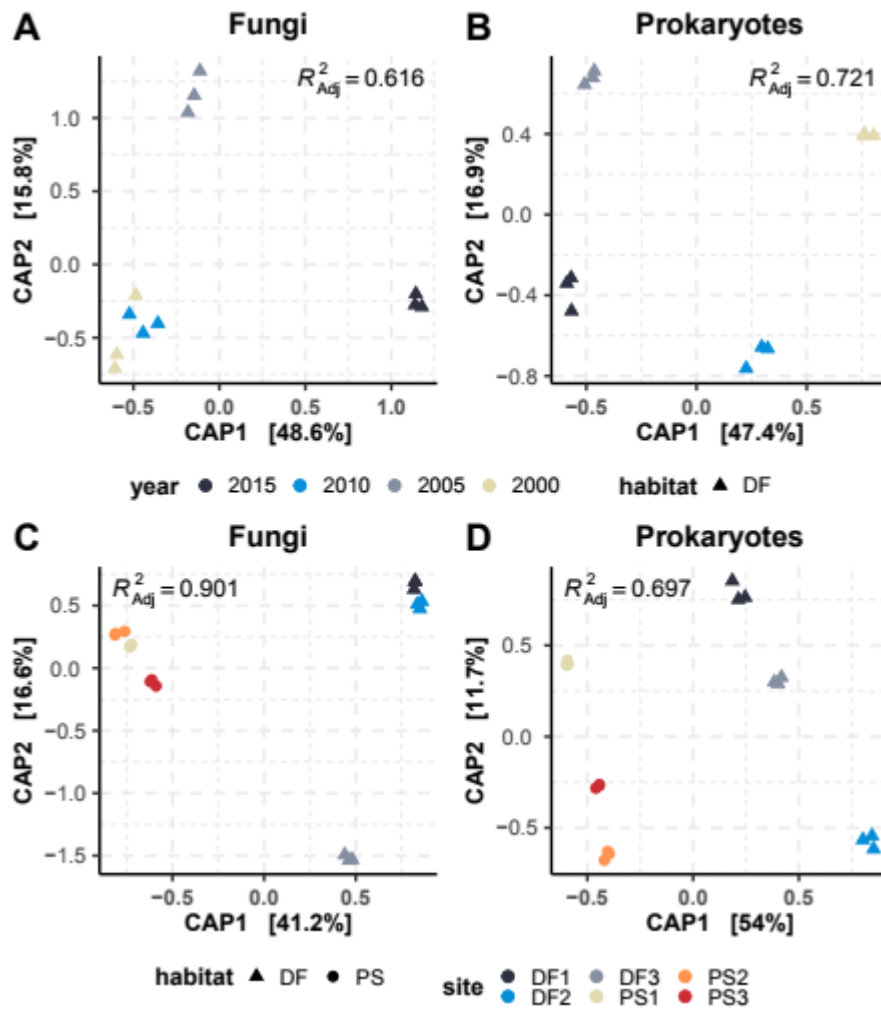 A Fungi
R²Adj = 0.616
CAP2 [15.8%]
1.0
0.5
0.0
−0.5
−0.5 0.0 0.5 1.0
CAP1 [48.6%]
B Prokaryotes
R²Adj = 0.721
CAP2 [16.9%]
0.4
0.0
−0.4
−0.8
−0.5 0.0 0.5
CAP1 [47.4%]
year 2015 2010 2005 2000 habitat DF
C Fungi
R²Adj = 0.901
CAP2 [16.6%]
0.5
0.0
−0.5
−1.0
−1.5
−0.5 0.0 0.5
CAP1 [41.2%]
D Prokaryotes
R²Adj = 0.697
CAP2 [11.7%]
0.5
0.0
−0.5
−0.5 0.0 0.5
CAP1 [54%]
habitat DF PS
site DF1 DF3 PS2
DF2 PS1 PS3